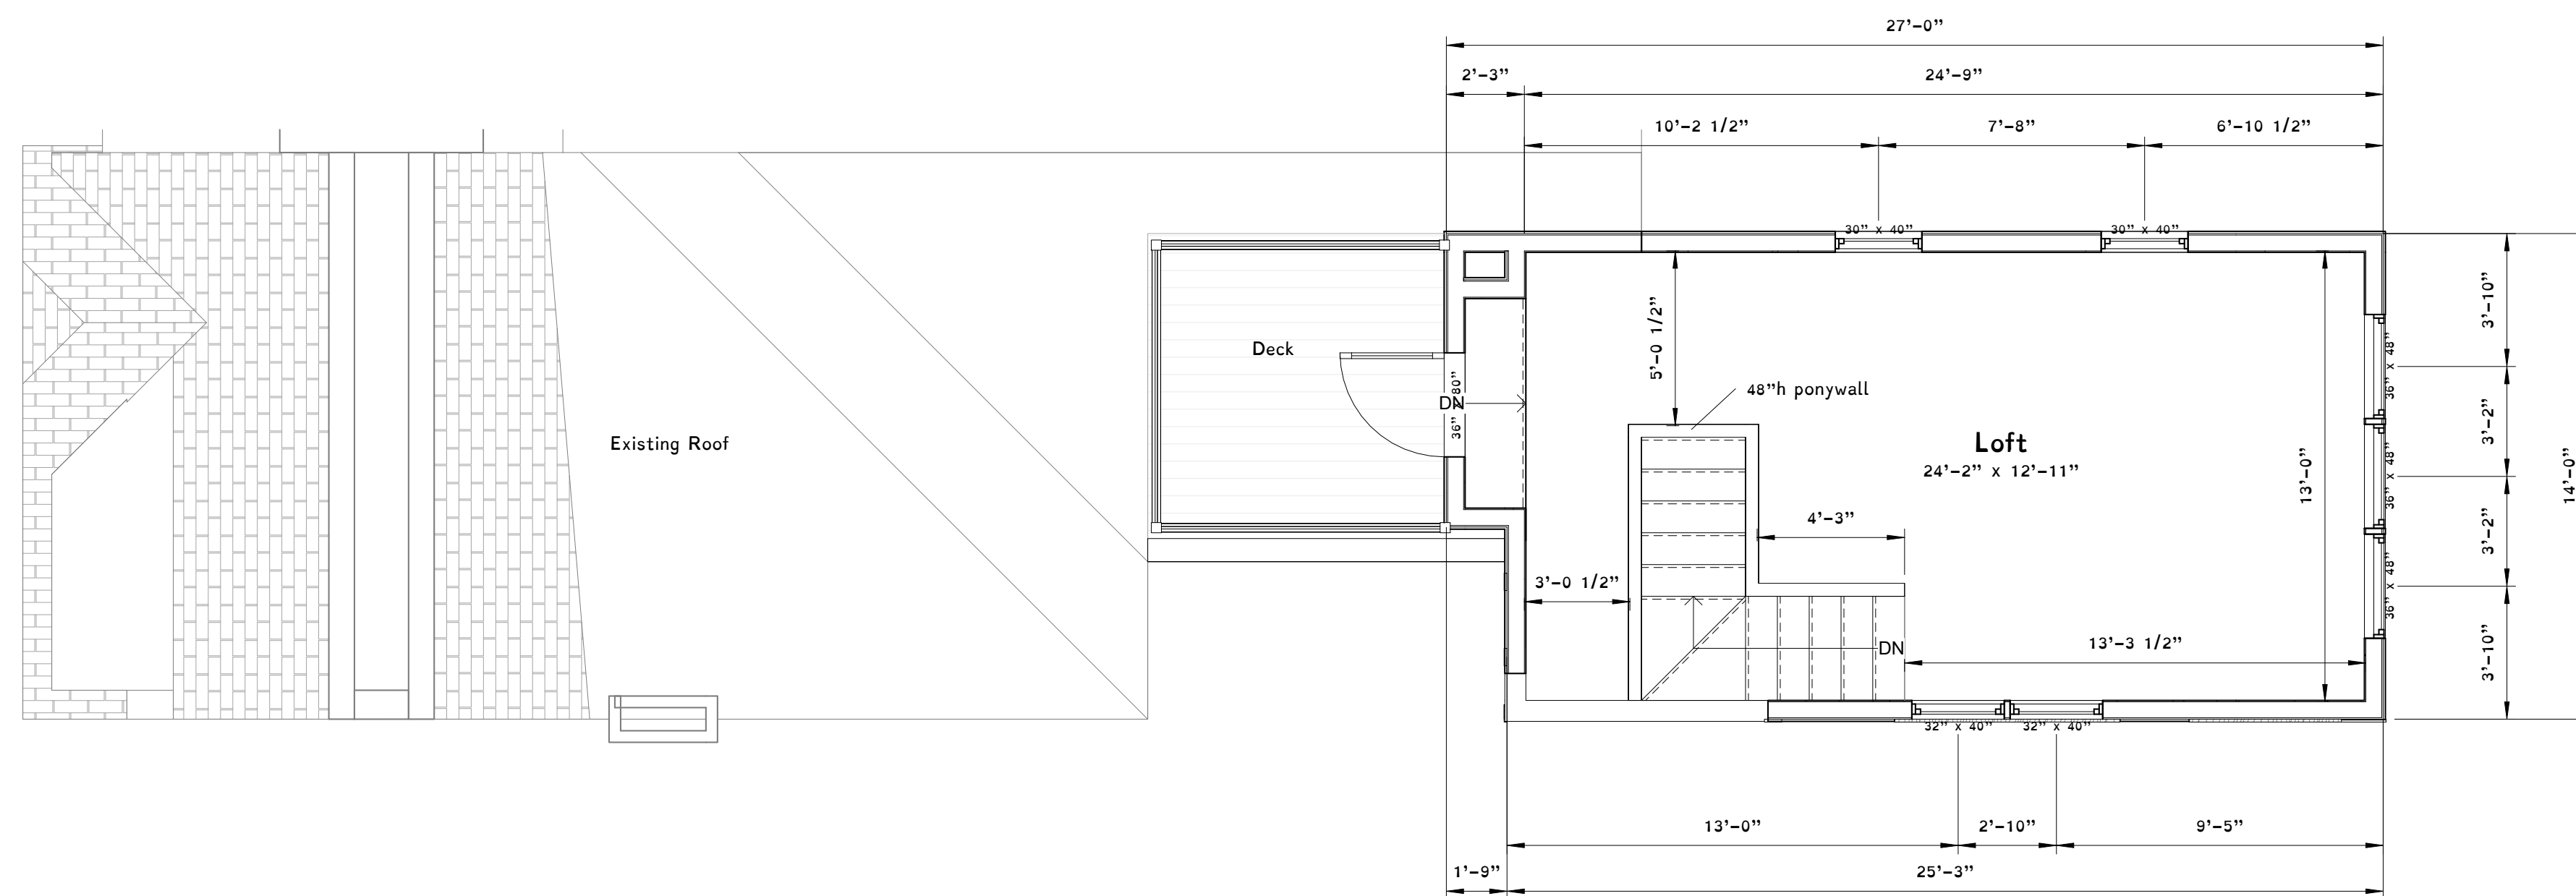 27'-0"
2'-3"
24'-9"
10'-2 1/2"
7'-8"
6'-10 1/2"
30" x 40"
30" x 40"
3'-10"
5'-0 1/2"
Deck
36" x 48"
36" x 80"
DN
48"h ponywall
3'-2"
Existing Roof
Loft
24'-2" x 12'-11"
13'-0"
36" x 48"
14'-0"
4'-3"
3'-2"
3'-0 1/2"
36" x 48"
DN
13'-3 1/2"
3'-10"
32" x 40"
32" x 40"
13'-0"
2'-10"
9'-5"
1'-9"
25'-3"